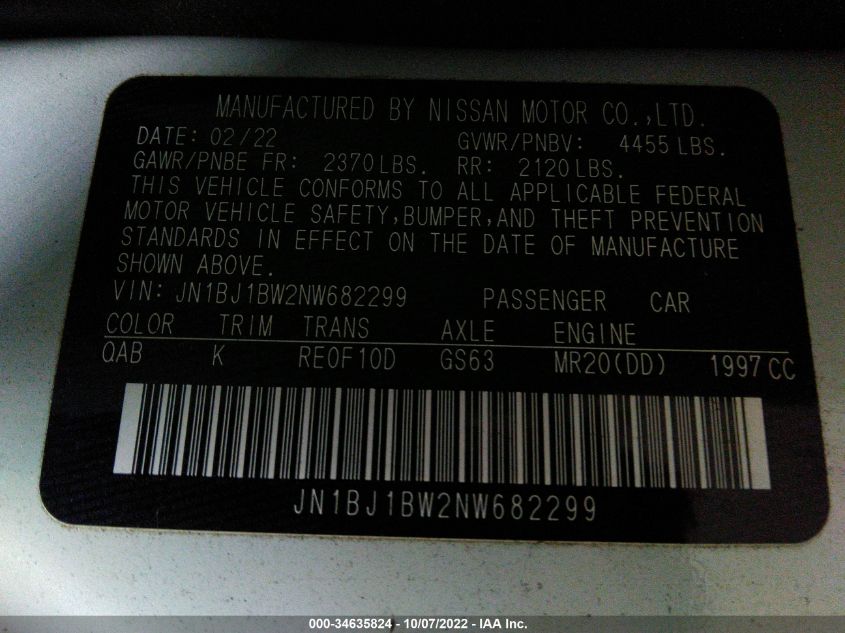 MANUFACTURED BY NISSAN MOTOR CO.,LTD.
DATE: 02/22 GVWR/PNBV: 4455 LBS.
GAWR/PNBE FR: 2370 LBS. RR: 2120 LBS.
THIS VEHICLE CONFORMS TO ALL APPLICABLE FEDERAL
MOTOR VEHICLE SAFETY,BUMPER,AND THEFT PREVENTION
STANDARDS IN EFFECT ON THE DATE OF MANUFACTURE
SHOWN ABOVE.
VIN: JN1BJ1BW2NW682299 PASSENGER CAR
COLOR TRIM TRANS AXLE ENGINE
QAB K RE0F10D GS63 MR20(DD) 1997 CC
JN1BJ1BW2NW682299
000-34635824 - 10/07/2022 - IAA Inc.